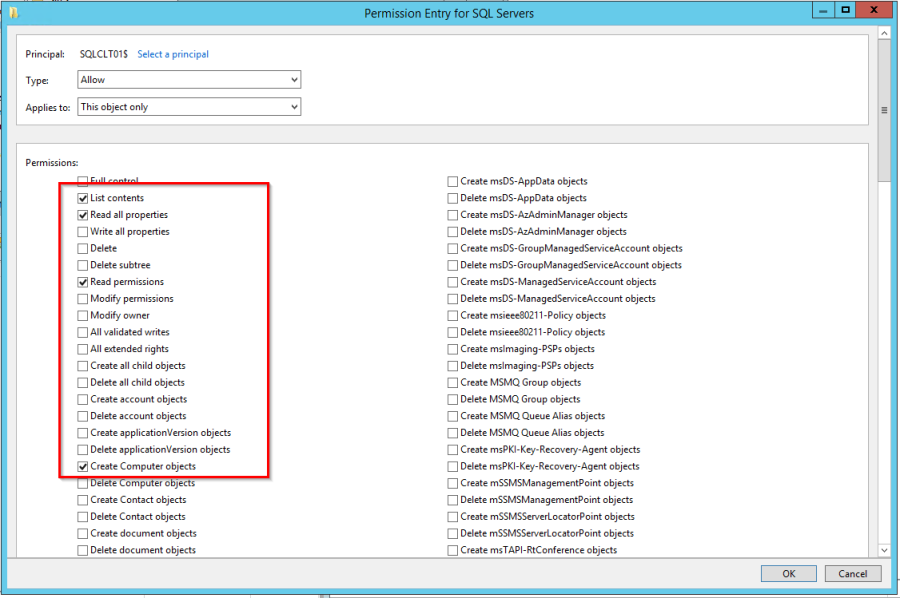 Permission Entry for SQL Servers
Principal: SQLCLT01$ Select a principal
Type: Allow
Applies to: This object only
Permissions:
Full control
List contents
Read all properties
Write all properties
Delete
Delete subtree
Read permissions
Modify permissions
Modify owner
All validated writes
All extended rights
Create all child objects
Delete all child objects
Create account objects
Delete account objects
Create applicationVersion objects
Delete applicationVersion objects
Create Computer objects
Delete Computer objects
Create Contact objects
Delete Contact objects
Create document objects
Delete document objects
Create msDS-AppData objects
Delete msDS-AppData objects
Create msDS-AzAdminManager objects
Delete msDS-AzAdminManager objects
Create msDS-GroupManagedServiceAccount objects
Delete msDS-GroupManagedServiceAccount objects
Create msDS-ManagedServiceAccount objects
Delete msDS-ManagedServiceAccount objects
Create msieee80211-Policy objects
Delete msieee80211-Policy objects
Create msImaging-PSPs objects
Delete msImaging-PSPs objects
Create MSMQ Group objects
Delete MSMQ Group objects
Create MSMQ Queue Alias objects
Delete MSMQ Queue Alias objects
Create msPKI-Key-Recovery-Agent objects
Delete msPKI-Key-Recovery-Agent objects
Create mSSMSManagementPoint objects
Delete mSSMSManagementPoint objects
Create mSSMSServerLocatorPoint objects
Delete mSSMSServerLocatorPoint objects
Create msTAPI-RtConference objects
OK Cancel